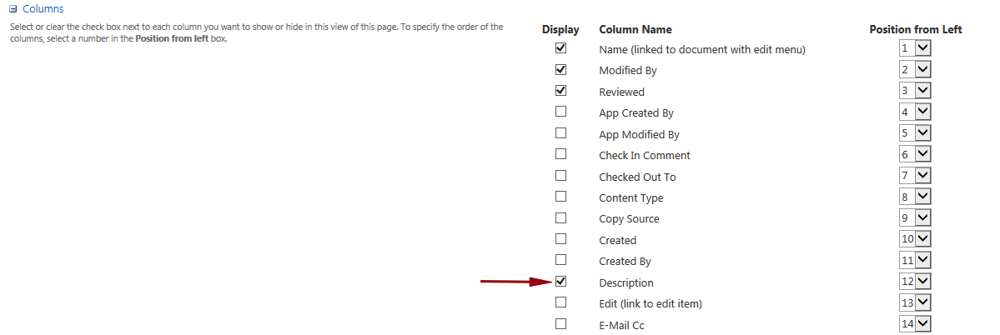 Columns
Select or clear the check box next to each column you want to show or hide in this view of this page. To specify the order of the
columns, select a number in the Position from left box.
Display Column Name Position from Left
Name (linked to document with edit menu) 1
Modified By 2
Reviewed 3
App Created By 4
App Modified By 5
Check In Comment 6
Checked Out To 7
Content Type 8
Copy Source 9
Created 10
Created By 11
Description 12
Edit (link to edit item) 13
E-Mail Cc 14